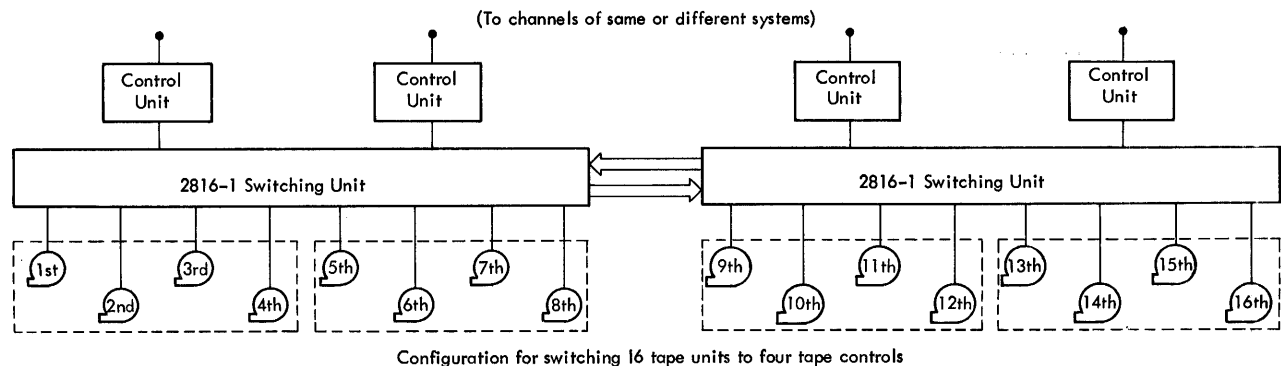 (To channels of same or different systems)
Control
Unit
Control
Unit
Control
Unit
Control
Unit
2816-1 Switching Unit
2816-1 Switching Unit
1st
2nd
3rd
4th
5th
6th
7th
8th
9th
10th
11th
12th
13th
14th
15th
16th
Configuration for switching 16 tape units to four tape controls